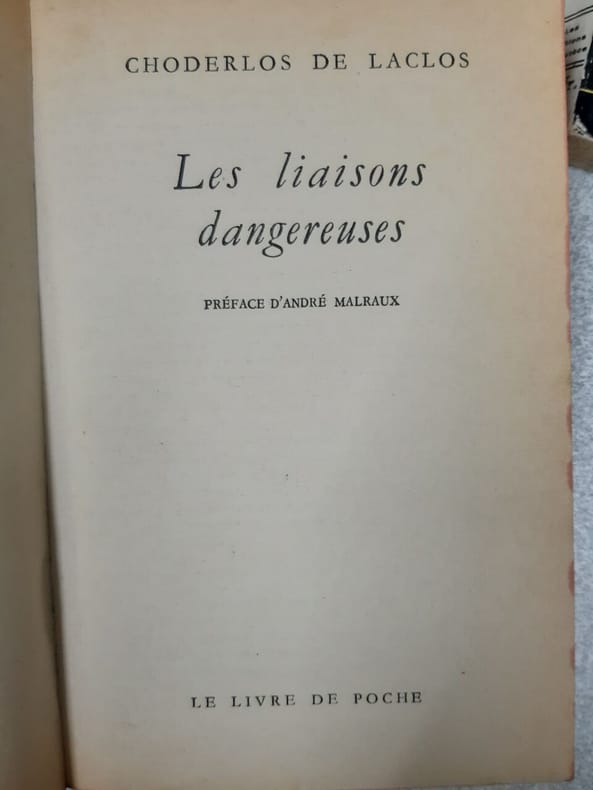 CHODERLOS DE LACLOS
Les liaisons
dangereuses
PRÉFACE D'ANDRÉ MALRAUX
LE LIVRE DE POCHE